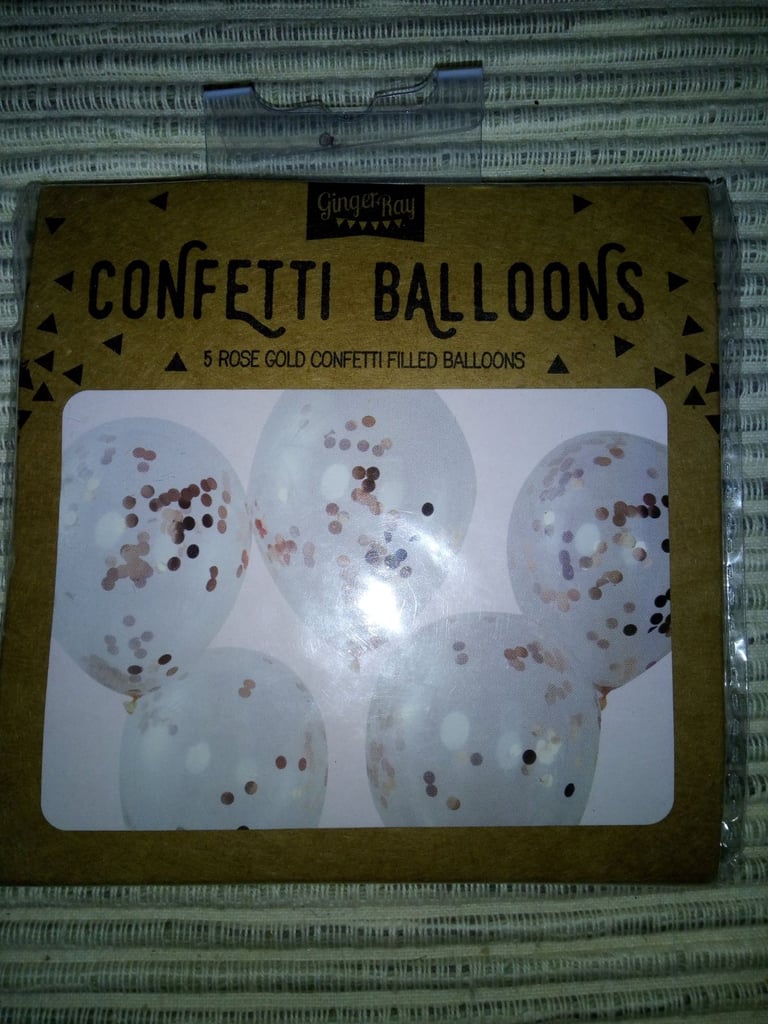 Ginger Ray
CONFETTI BALLOONS
5 ROSE GOLD CONFETTI FILLED BALLOONS